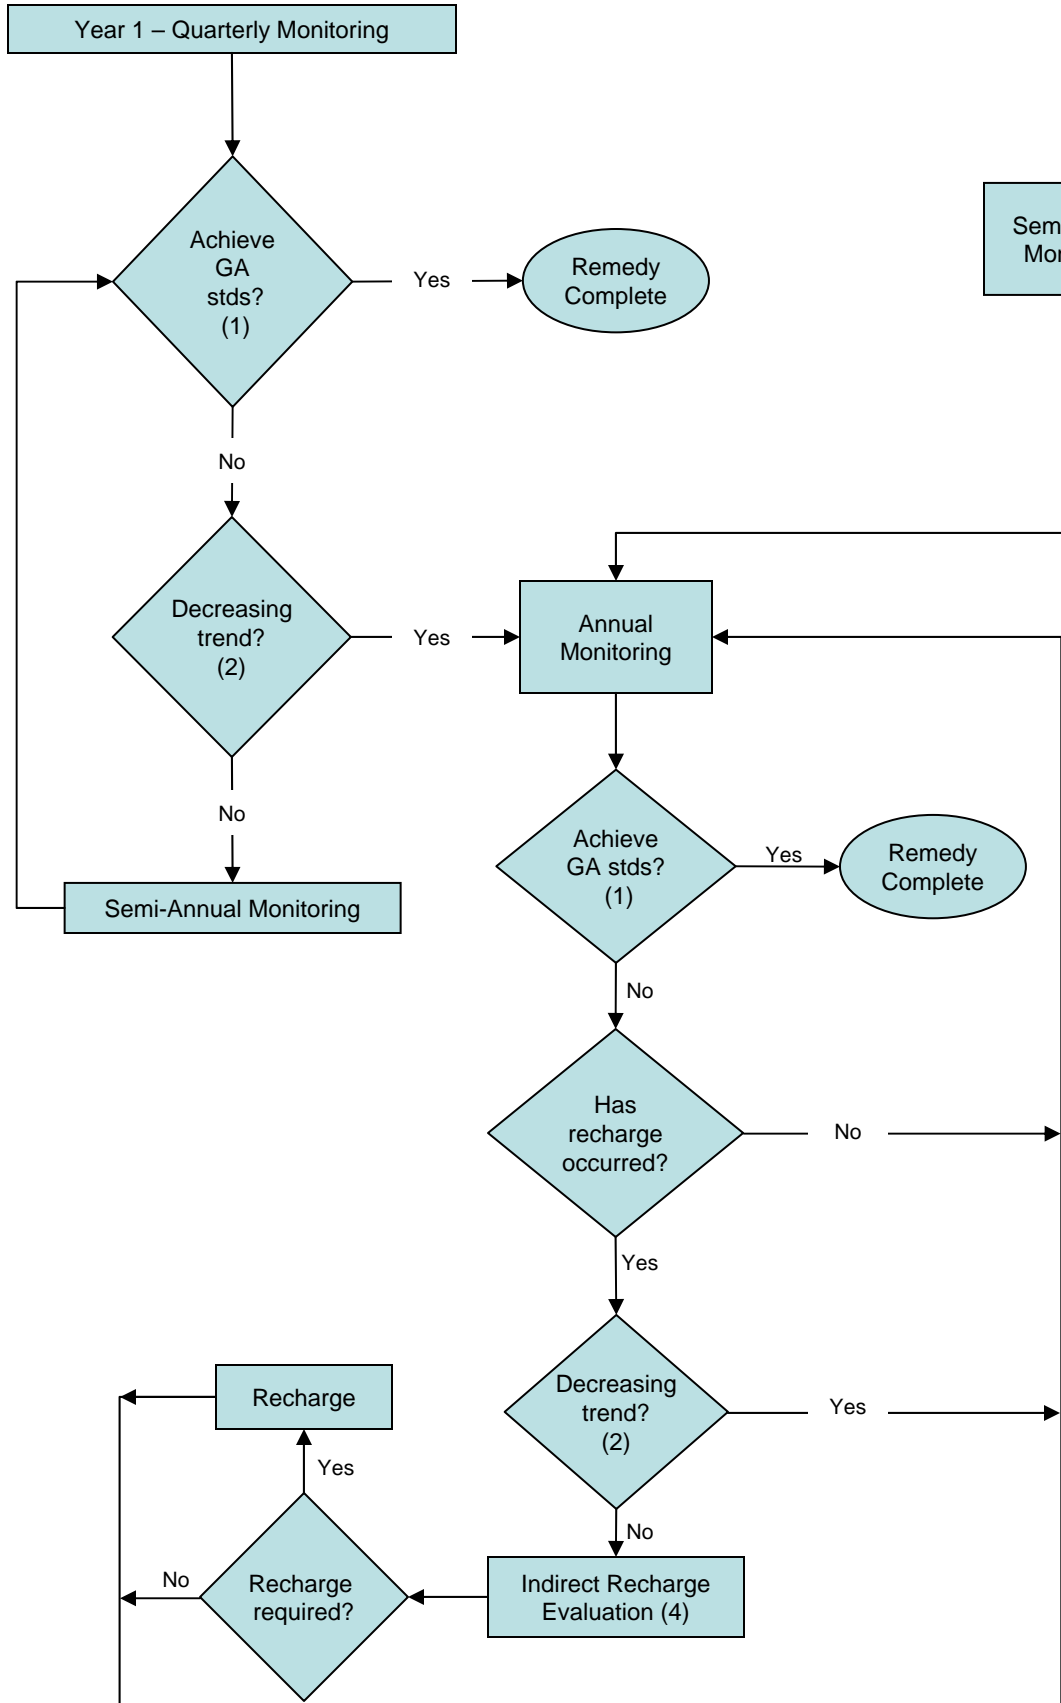 Year 1 – Quarterly Monitoring
Achieve
GA
stds?
(1)
Yes
Remedy
Complete
No
Decreasing
trend?
(2)
Yes
Annual
Monitoring
No
Semi-Annual Monitoring
Achieve
GA stds?
(1)
Yes
Remedy
Complete
No
Has
recharge
occurred?
No
Yes
Decreasing
trend?
(2)
Yes
No
Indirect Recharge
Evaluation (4)
Recharge
required?
Yes
Recharge
No
Sem
Mon